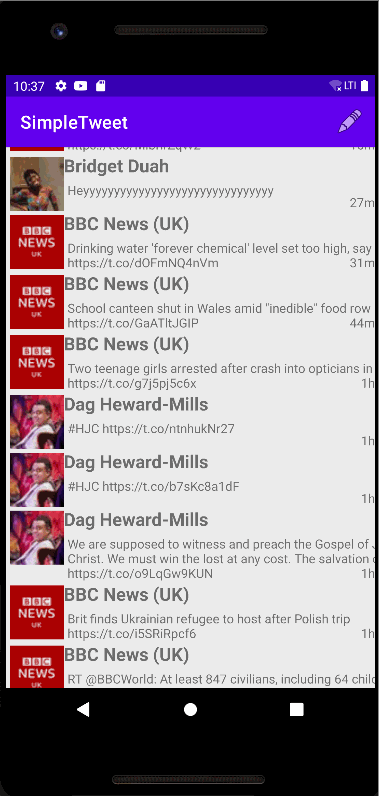 10:37
LTE
SimpleTweet
Bridget Duah
Heyyyyyyyyyyyyyyyyyyyyyyyyyyyyyyyy
27m
BBC NEWS UK
BBC News (UK)
Drinking water 'forever chemical' level set too high, say
https://t.co/dOFmNQ4nVm 31m
BBC NEWS UK
BBC News (UK)
School canteen shut in Wales amid "inedible" food row
https://t.co/GaATltJGIP 44m
BBC NEWS UK
BBC News (UK)
Two teenage girls arrested after crash into opticians in
https://t.co/g7j5pj5c6x 1h
Dag Heward-Mills
#HJC https://t.co/ntnhukNr27
1h
Dag Heward-Mills
#HJC https://t.co/b7sKc8a1dF
1h
Dag Heward-Mills
We are supposed to witness and preach the Gospel of
Christ. We must win the lost at any cost. The salvation
https://t.co/o9LqGw9KUN 1h
BBC NEWS UK
BBC News (UK)
Brit finds Ukrainian refugee to host after Polish trip
https://t.co/i5SRiRpcf6 1h
BBC NEWS UK
BBC News (UK)
RT @BBCWorld: At least 847 civilians, including 64 child